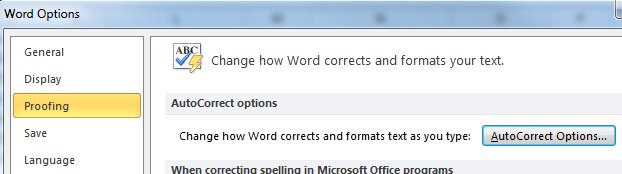 Word Options
General
Display
Proofing
Save
Language
ABC
Change how Word corrects and formats your text.
AutoCorrect options
Change how Word corrects and formats text as you type: AutoCorrect Options...
When correcting spelling in Microsoft Office programs